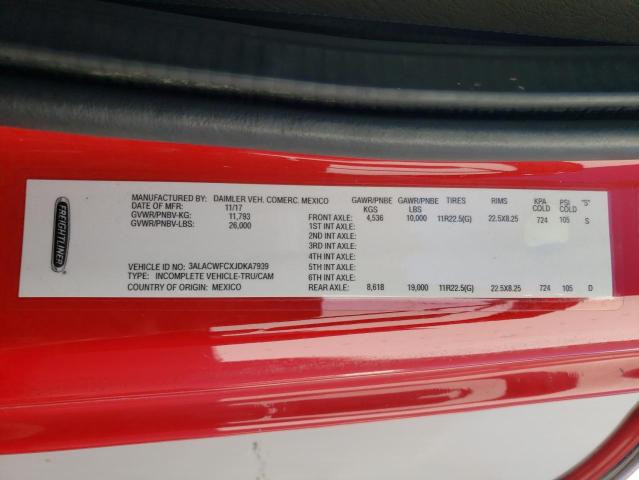 FREIGHTLINER
MANUFACTURED BY: DAIMLER VEH. COMERC. MEXICO
DATE OF MFR: 11/17
GVWR/PNBV-KG: 11,793
GVWR/PNBV-LBS: 26,000
VEHICLE ID NO.: 3ALACWFCXJDKA7939
TYPE: INCOMPLETE VEHICLE-TRU/CAM
COUNTRY OF ORIGIN: MEXICO
GAWR/PNBE KGS GAWR/PNBE LBS TIRES RIMS KPA COLD PSI COLD "S"
FRONT AXLE: 4,536 10,000 11R22.5(G) 22.5X8.25 724 105 S
1ST INT AXLE:
2ND INT AXLE:
3RD INT AXLE:
4TH INT AXLE:
5TH INT AXLE:
6TH INT AXLE:
REAR AXLE: 8,618 19,000 11R22.5(G) 22.5X8.25 724 105 D